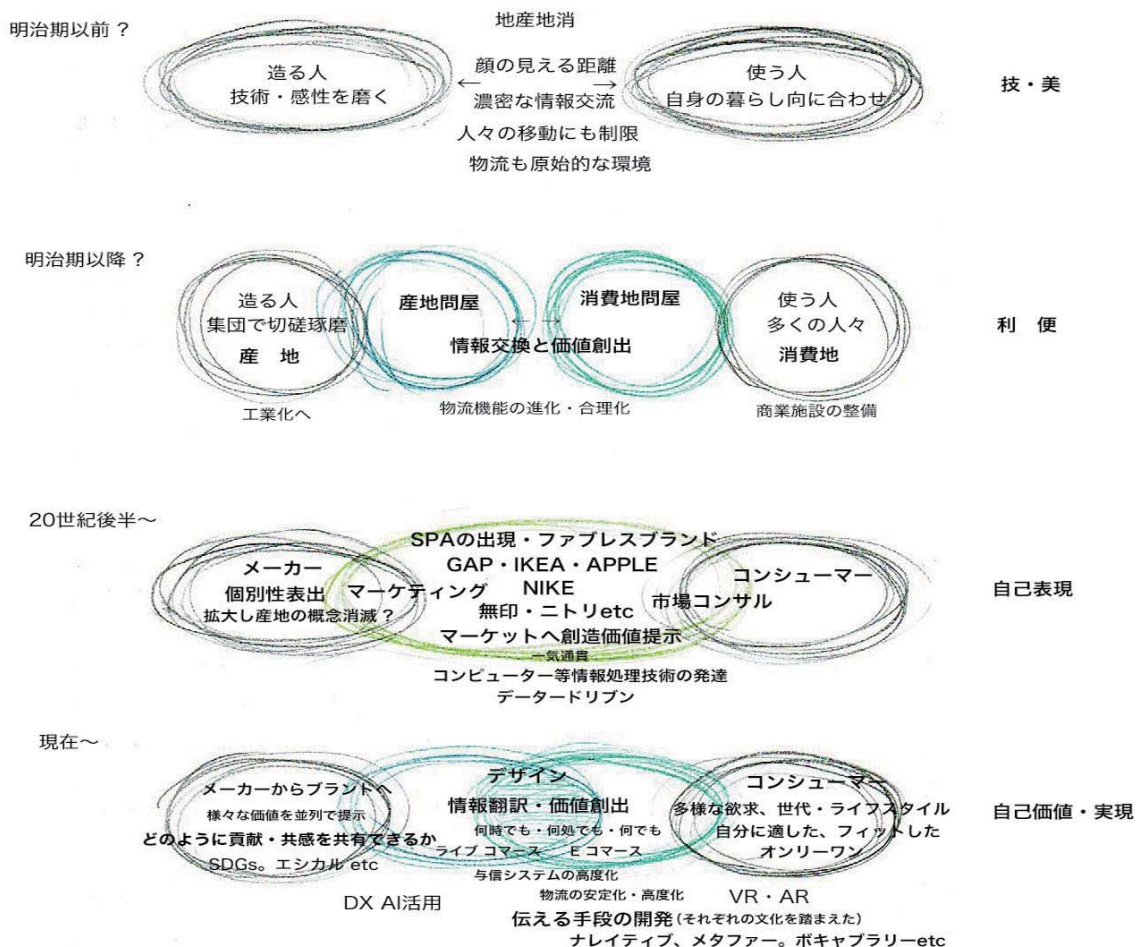 明治期以前？
地産地消
造る人
技術・感性を磨く
顔の見える距離
← →
濃密な情報交流
人々の移動にも制限
物流も原始的な環境
使う人
自身の暮らし向に合わせ
技・美
明治期以降？
造る人
集団で切磋琢磨
産　地
工業化へ
産地問屋
消費地問屋
← →
情報交換と価値創出
物流機能の進化・合理化
使う人
多くの人々
消費地
商業施設の整備
利　便
20世紀後半～
メーカー
個別性表出
拡大し産地の概念消滅？
マーケティング
SPAの出現・ファブレスブランド
GAP・IKEA・APPLE
NIKE
無印・ニトリetc
マーケットへ創造価値提示
一気通貫
コンピューター等情報処理技術の発達
データードリブン
市場コンサル
コンシューマー
自己表現
現在～
メーカーからブランドへ
様々な価値を並列で提示
どのように貢献・共感を共有できるか
SDGs。エシカル etc
DX AI活用
デザイン
情報翻訳・価値創出
何時でも・何処でも・何でも
ライブ コマース　E コマース
与信システムの高度化
物流の安定化・高度化
コンシューマー
多様な欲求、世代・ライフスタイル
自分に適した、フィットした
オンリーワン
VR・AR
伝える手段の開発(それぞれの文化を踏まえた)
ナレイティブ、メタファー。ボキャブラリーetc
自己価値・実現